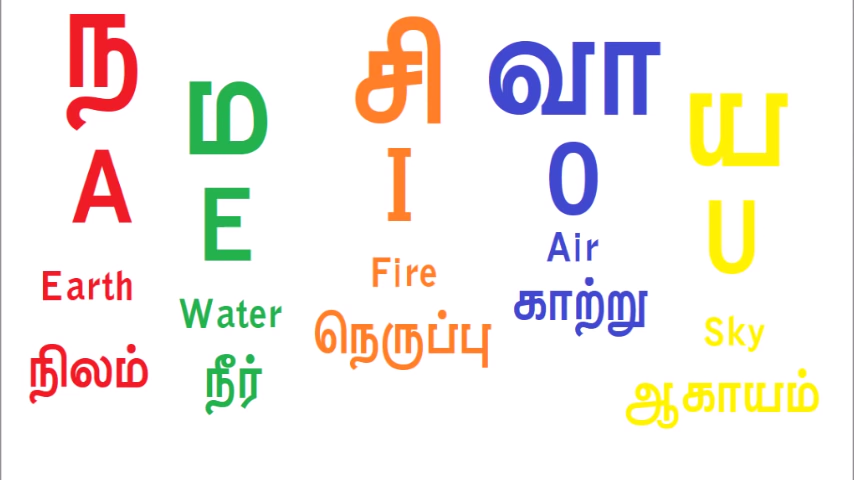 ந ம சி வா ய
A E I O U
Earth Water Fire Air Sky
நிலம் நீர் நெருப்பு காற்று ஆகாயம்